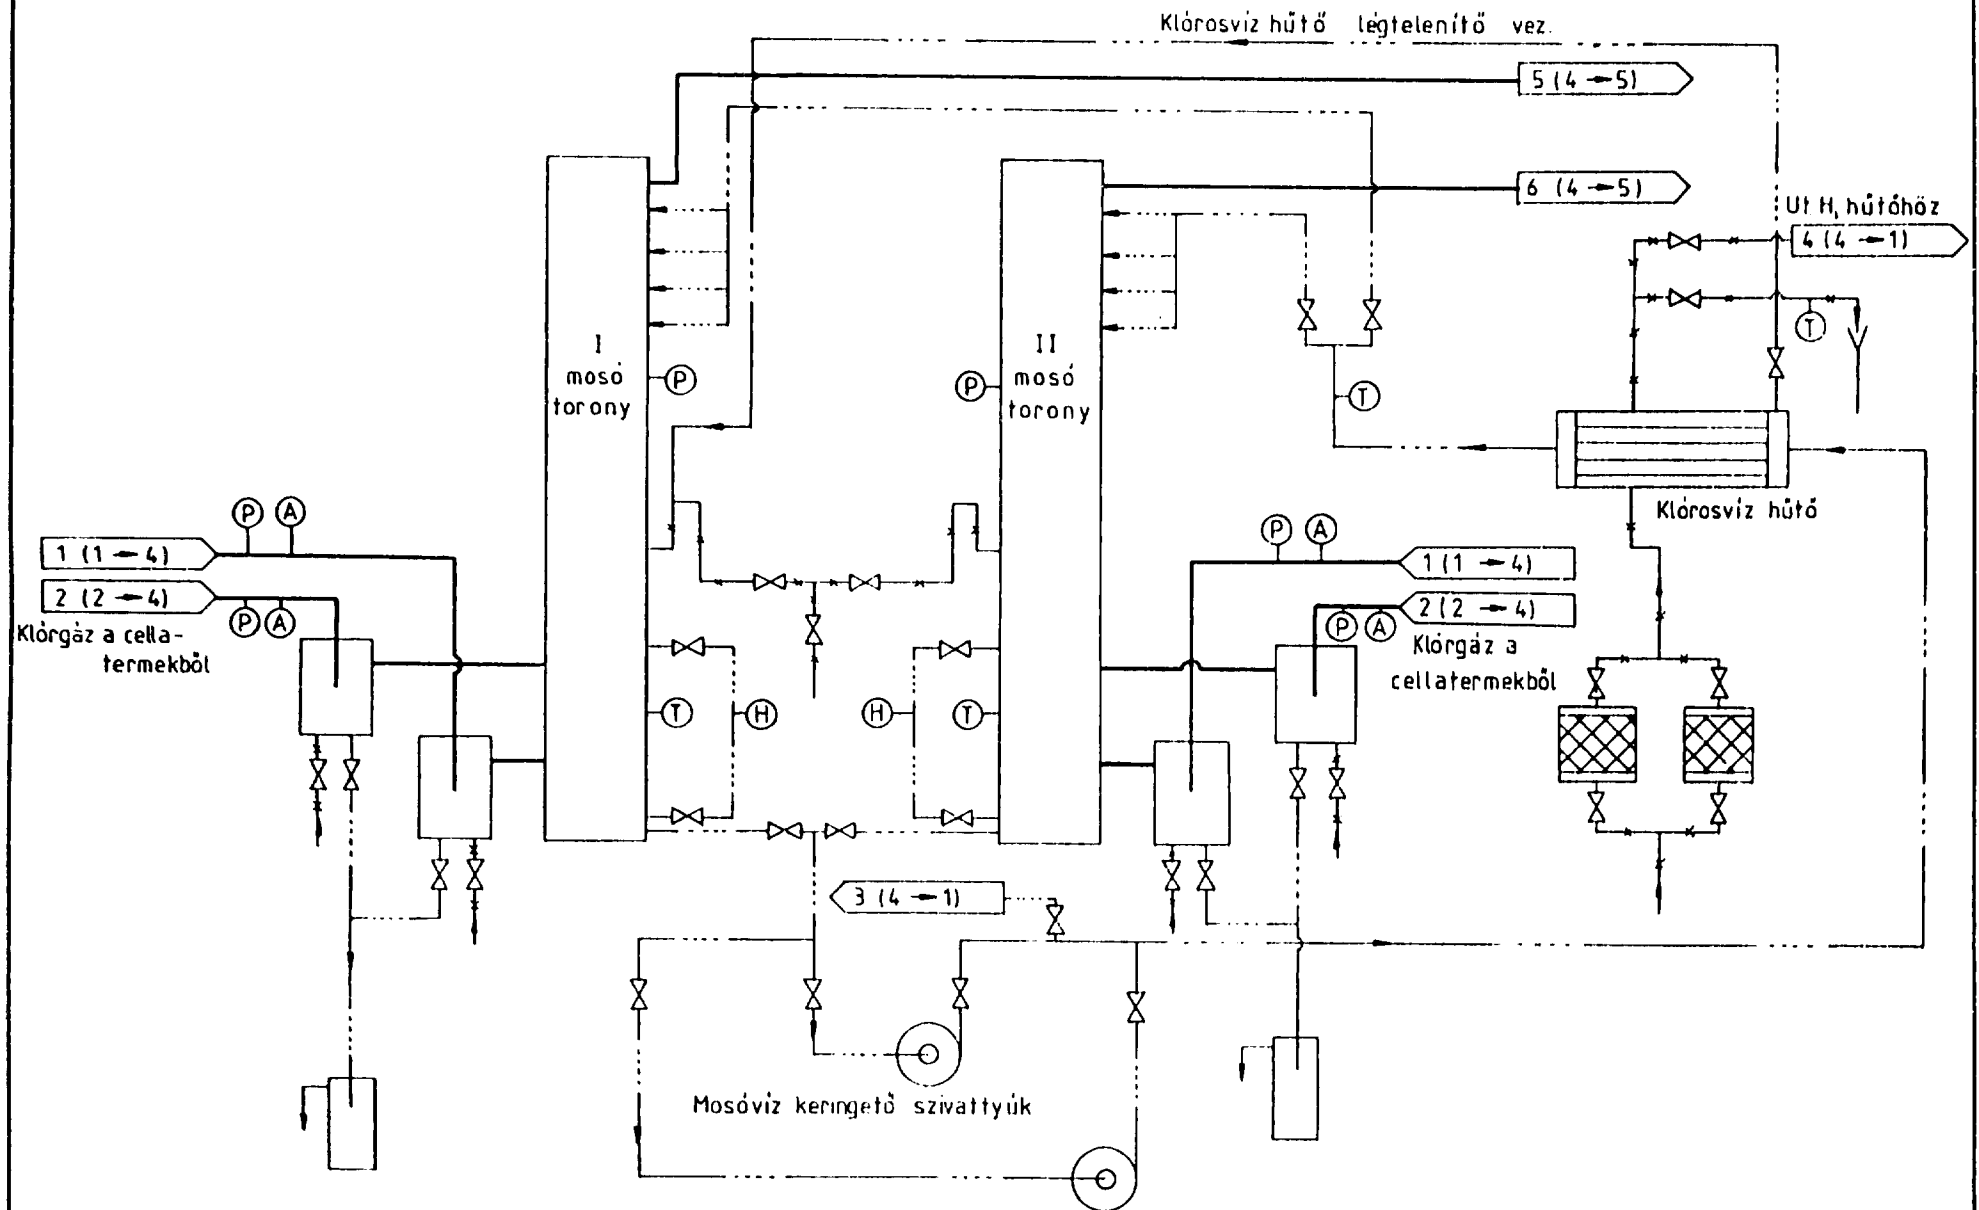 Klórosvíz hűtő légtelenítő vez.
5 (4 → 5)
6 (4 → 5)
Ut H₂ hűtőhöz
4 (4 → 1)
T
I
mosó
torony
P
P
II
mosó
torony
T
Klórosvíz hűtő
P
A
1 (1 → 4)
2 (2 → 4)
P
A
Klórgáz a cella-
termekből
P
A
1 (1 → 4)
2 (2 → 4)
P
A
Klórgáz a
cellatermekből
T
H
H
T
3 (4 → 1)
Mosóvíz keringető szivattyúk